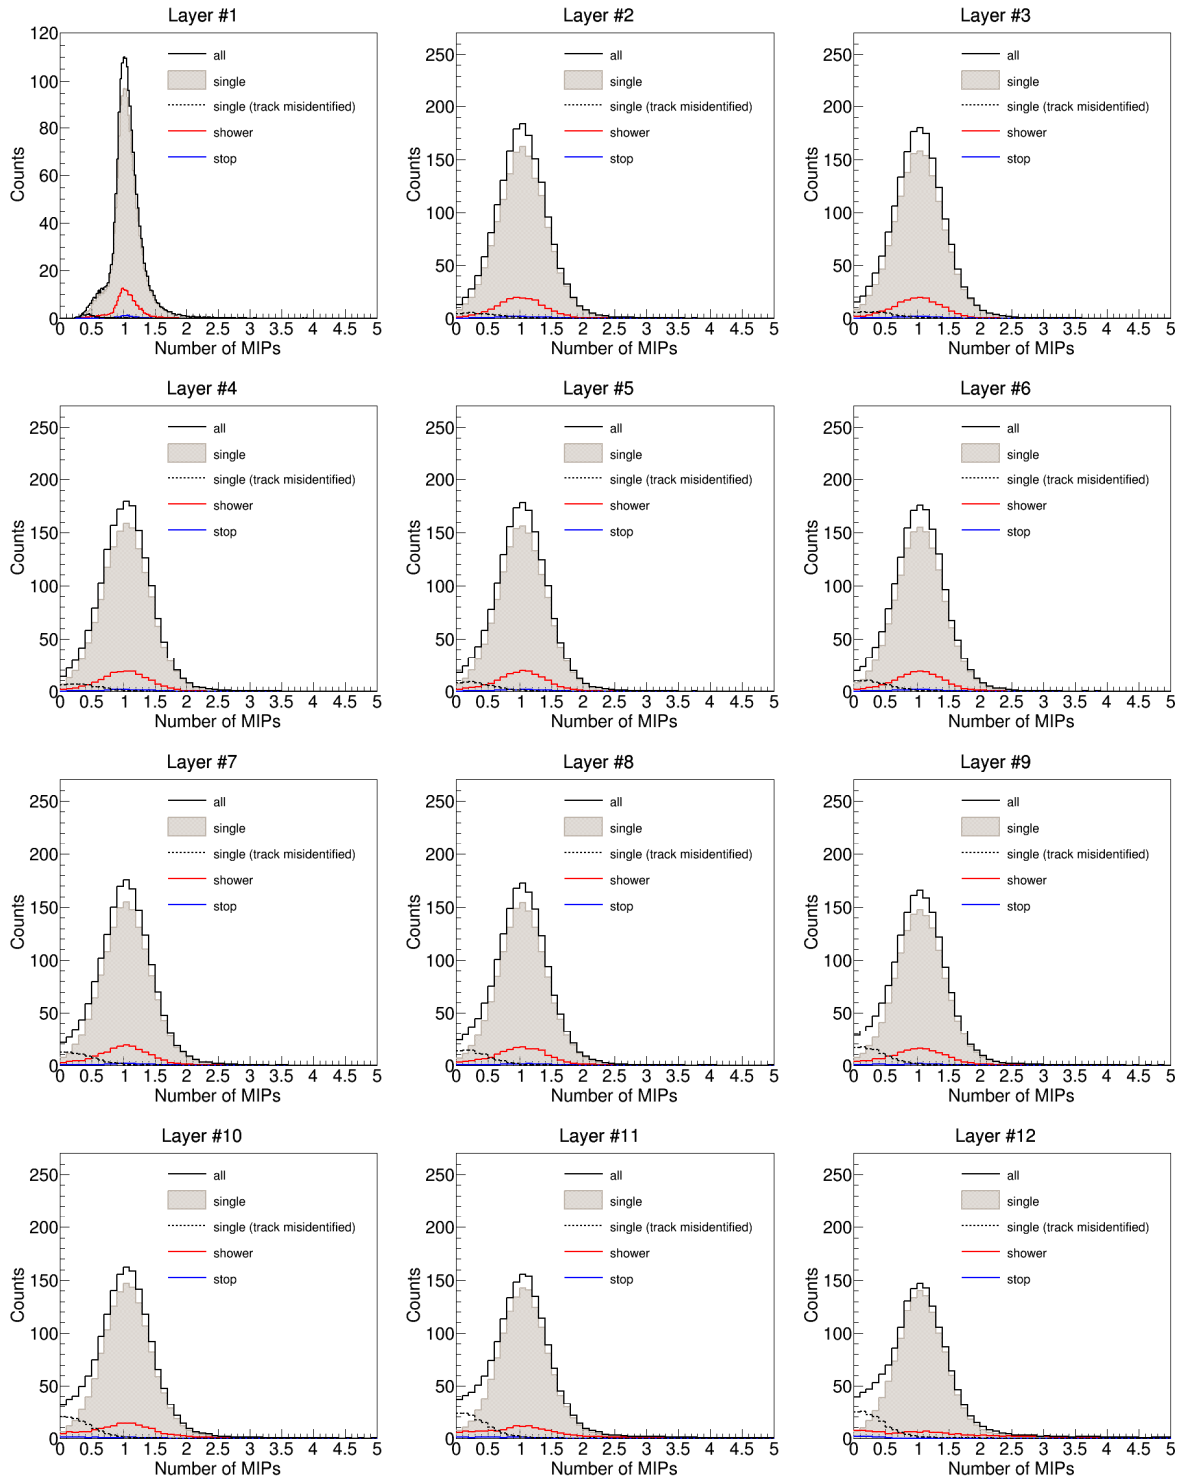 Layer #1
Layer #2
Layer #3
120
100
80
60
40
20
0
Counts
all
single
single (track misidentified)
shower
stop
0 0.5 1 1.5 2 2.5 3 3.5 4 4.5 5
Number of MIPs
250
200
150
100
50
0
Counts
all
single
single (track misidentified)
shower
stop
0 0.5 1 1.5 2 2.5 3 3.5 4 4.5 5
Number of MIPs
250
200
150
100
50
0
Counts
all
single
single (track misidentified)
shower
stop
0 0.5 1 1.5 2 2.5 3 3.5 4 4.5 5
Number of MIPs
Layer #4
Layer #5
Layer #6
250
200
150
100
50
0
Counts
all
single
single (track misidentified)
shower
stop
0 0.5 1 1.5 2 2.5 3 3.5 4 4.5 5
Number of MIPs
250
200
150
100
50
0
Counts
all
single
single (track misidentified)
shower
stop
0 0.5 1 1.5 2 2.5 3 3.5 4 4.5 5
Number of MIPs
250
200
150
100
50
0
Counts
all
single
single (track misidentified)
shower
stop
0 0.5 1 1.5 2 2.5 3 3.5 4 4.5 5
Number of MIPs
Layer #7
Layer #8
Layer #9
250
200
150
100
50
0
Counts
all
single
single (track misidentified)
shower
stop
0 0.5 1 1.5 2 2.5 3 3.5 4 4.5 5
Number of MIPs
250
200
150
100
50
0
Counts
all
single
single (track misidentified)
shower
stop
0 0.5 1 1.5 2 2.5 3 3.5 4 4.5 5
Number of MIPs
250
200
150
100
50
0
Counts
all
single
single (track misidentified)
shower
stop
0 0.5 1 1.5 2 2.5 3 3.5 4 4.5 5
Number of MIPs
Layer #10
Layer #11
Layer #12
250
200
150
100
50
0
Counts
all
single
single (track misidentified)
shower
stop
0 0.5 1 1.5 2 2.5 3 3.5 4 4.5 5
Number of MIPs
250
200
150
100
50
0
Counts
all
single
single (track misidentified)
shower
stop
0 0.5 1 1.5 2 2.5 3 3.5 4 4.5 5
Number of MIPs
250
200
150
100
50
0
Counts
all
single
single (track misidentified)
shower
stop
0 0.5 1 1.5 2 2.5 3 3.5 4 4.5 5
Number of MIPs